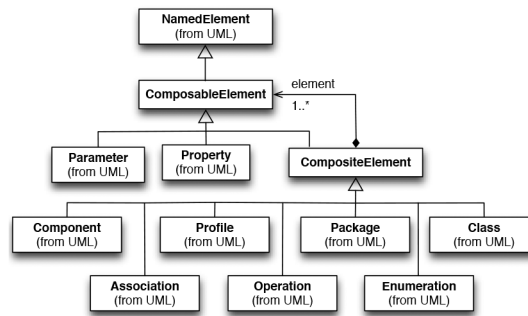 NamedElement
(from UML)
ComposableElement
element
1..*
Parameter
(from UML)
Property
(from UML)
CompositeElement
Component
(from UML)
Profile
(from UML)
Package
(from UML)
Class
(from UML)
Association
(from UML)
Operation
(from UML)
Enumeration
(from UML)